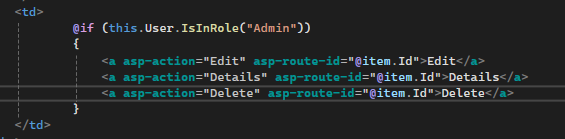 <td>
@if (this.User.IsInRole("Admin"))
{
<a asp-action="Edit" asp-route-id="@item.Id">Edit</a>
<a asp-action="Details" asp-route-id="@item.Id">Details</a>
<a asp-action="Delete" asp-route-id="@item.Id">Delete</a>
}
</td>